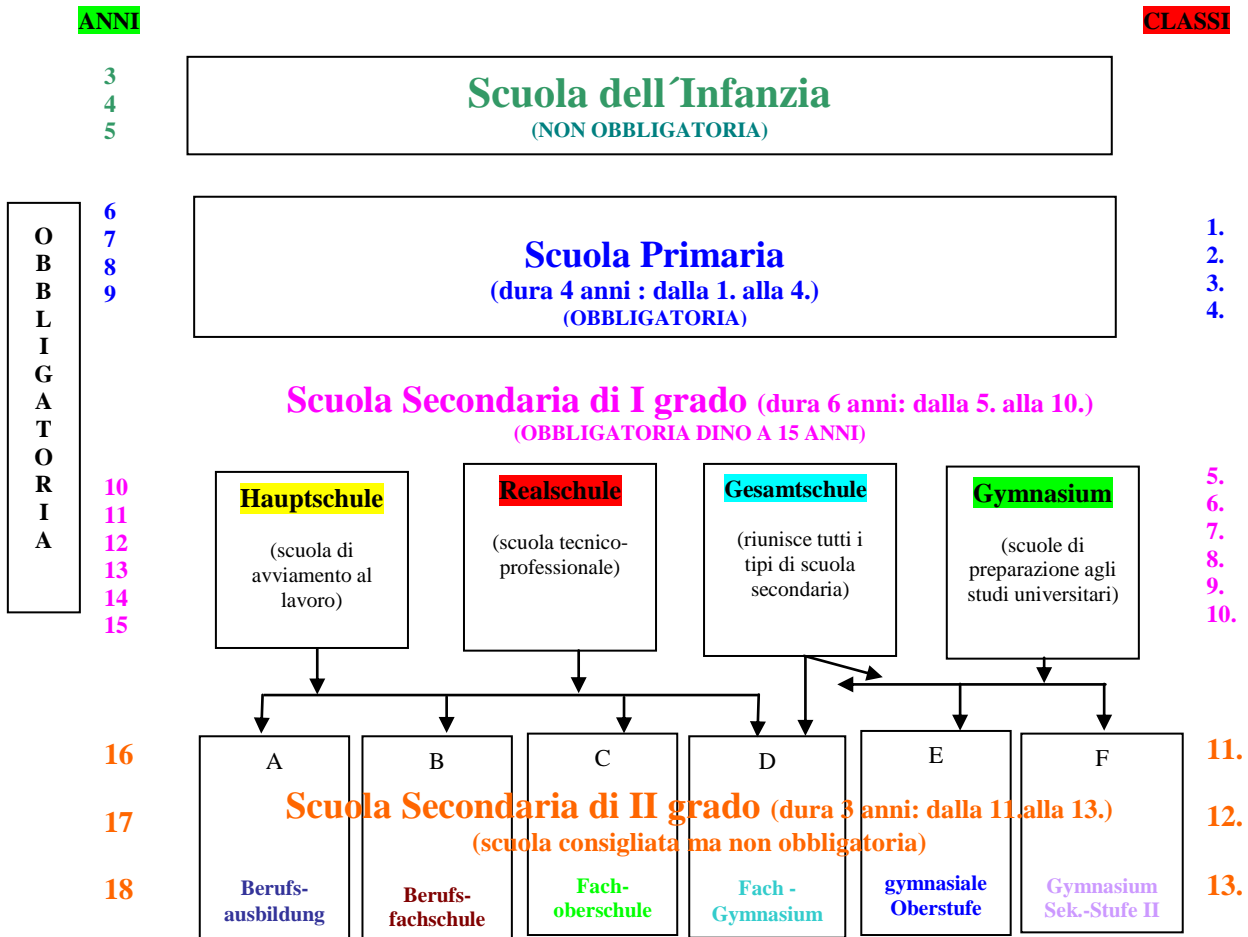 ANNI
CLASSI
3
4
5
Scuola dell´Infanzia
(NON OBBLIGATORIA)
O
B
B
L
I
G
A
T
O
R
I
A
6
7
8
9
Scuola Primaria
(dura 4 anni : dalla 1. alla 4.)
(OBBLIGATORIA)
1.
2.
3.
4.
Scuola Secondaria di I grado (dura 6 anni: dalla 5. alla 10.)
(OBBLIGATORIA DINO A 15 ANNI)
10
11
12
13
14
15
Hauptschule
(scuola di
avviamento al
lavoro)
Realschule
(scuola tecnico-
professionale)
Gesamtschule
(riunisce tutti i
tipi di scuola
secondaria)
Gymnasium
(scuole di
preparazione agli
studi universitari)
5.
6.
7.
8.
9.
10.
16
17
18
A
B
C
D
E
F
Scuola Secondaria di II grado (dura 3 anni: dalla 11.alla 13.)
(scuola consigliata ma non obbligatoria)
Berufs-
ausbildung
Berufs-
fachschule
Fach-
oberschule
Fach -
Gymnasium
gymnasiale
Oberstufe
Gymnasium
Sek.-Stufe II
11.
12.
13.